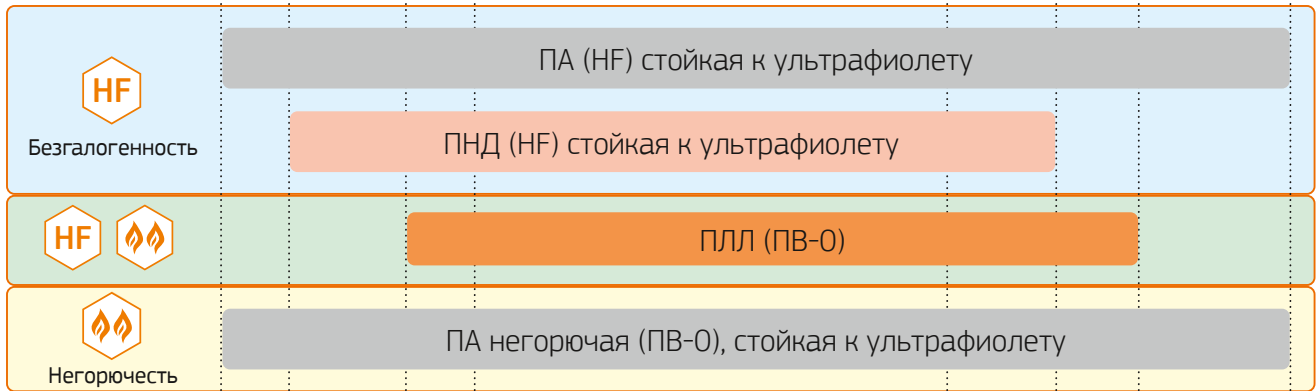 ПА (HF) стойкая к ультрафиолету
HF
Безгалогенность
ПНД (HF) стойкая к ультрафиолету
HF
ПЛЛ (ПВ-0)
ПА негорючая (ПВ-0), стойкая к ультрафиолету
Негорючесть